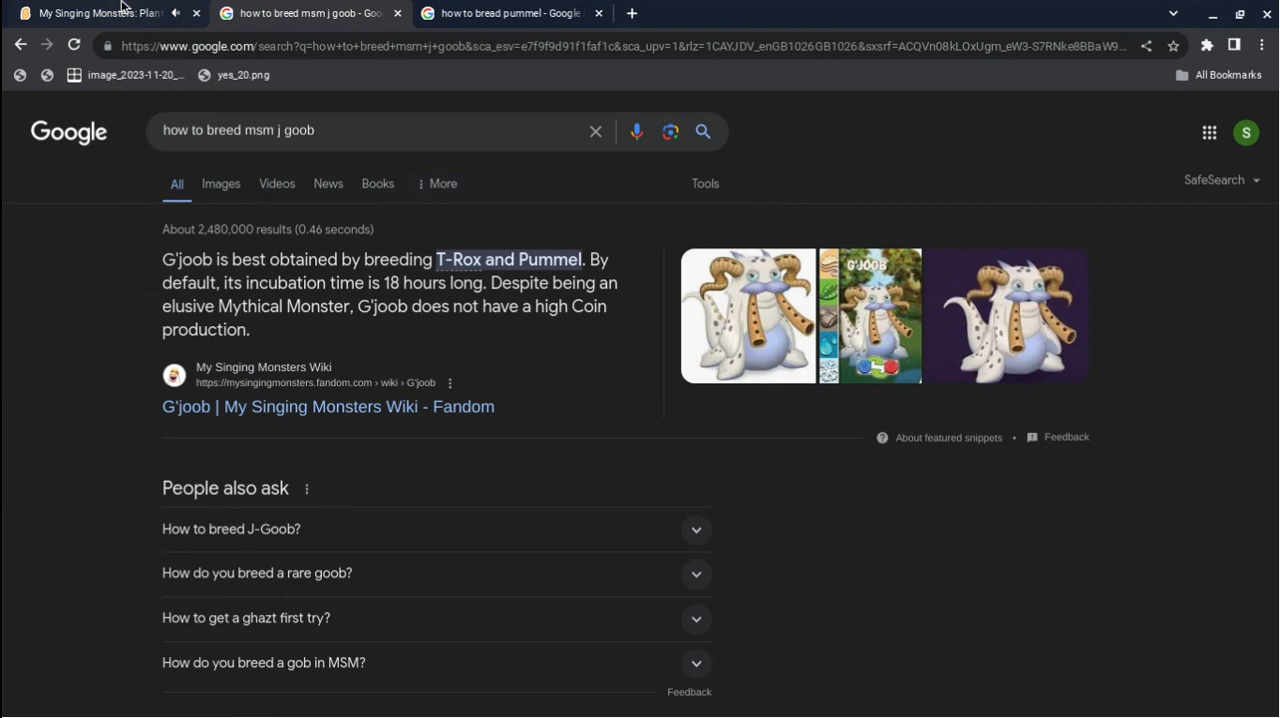 My Singing Monsters: Plant
how to breed msm j goob - Goo
how to bread pummel - Google
https://www.google.com/search?q=how+to+breed+msm+j+goob&sca_esv=e7f9f9d91f1faf1c&sca_upv=1&rlz=1CAYJDV_enGB1026GB1026&sxsrf=ACQVn08kLOxUgm_eW3-S7RNke8BBaW9...
image_2023-11-20_...
yes_20.png
All Bookmarks
Google
how to breed msm j goob
S
All
Images
Videos
News
Books
More
Tools
SafeSearch
About 2,480,000 results (0.46 seconds)
G'joob is best obtained by breeding T-Rox and Pummel. By
default, its incubation time is 18 hours long. Despite being an
elusive Mythical Monster, G'joob does not have a high Coin
production.
G'JOOB
My Singing Monsters Wiki
https://mysingingmonsters.fandom.com › wiki › G'joob
G'joob | My Singing Monsters Wiki - Fandom
About featured snippets • Feedback
People also ask
How to breed J-Goob?
How do you breed a rare goob?
How to get a ghazt first try?
How do you breed a gob in MSM?
Feedback